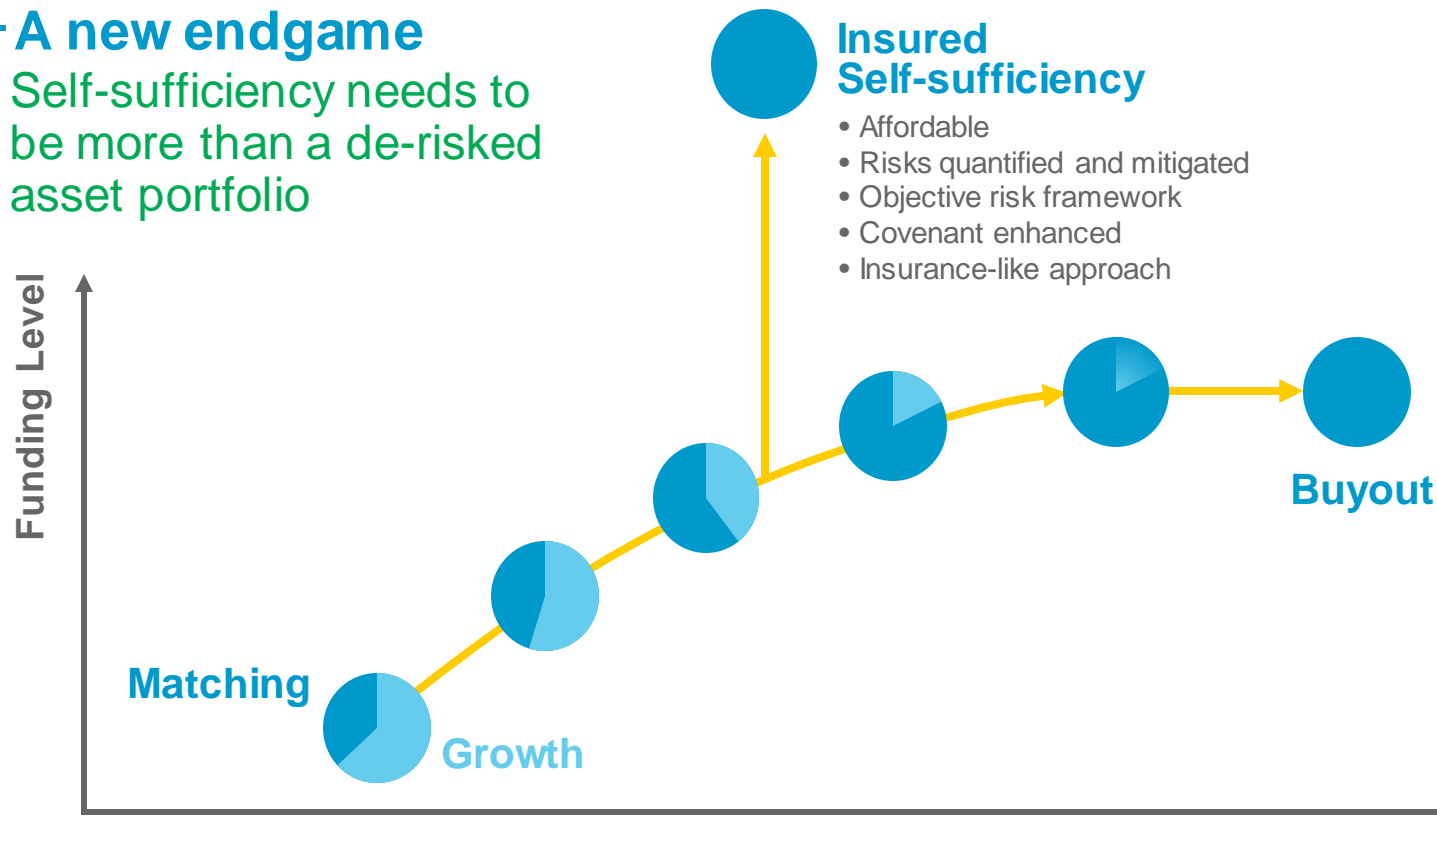 A new endgame
Self-sufficiency needs to
be more than a de-risked
asset portfolio
Insured
Self-sufficiency
• Affordable
• Risks quantified and mitigated
• Objective risk framework
• Covenant enhanced
• Insurance-like approach
Funding Level
Buyout
Matching
Growth